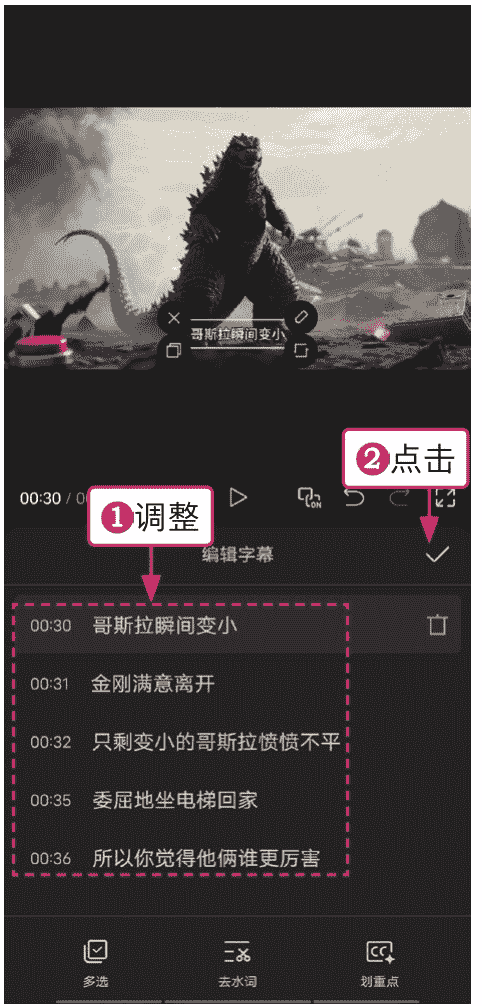 哥斯拉瞬间变小
❷点击
00:30 / 0
ON
❶调整
编辑字幕
00:30 哥斯拉瞬间变小
00:31 金刚满意离开
00:32 只剩变小的哥斯拉愤愤不平
00:35 委屈地坐电梯回家
00:36 所以你觉得他俩谁更厉害
CC
多选 去水词 划重点